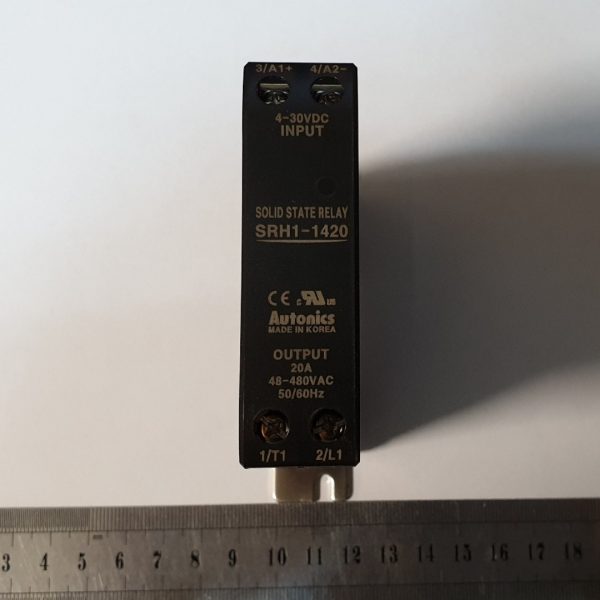 3/A1+ 4/A2-
4-30VDC
INPUT
SOLID STATE RELAY
SRH1-1420
CE c RU us
Autonics
MADE IN KOREA
OUTPUT
20A
48-480VAC
50/60Hz
1/T1 2/L1
3 4 5 6 7 8 9 10 11 12 13 14 15 16 17 18